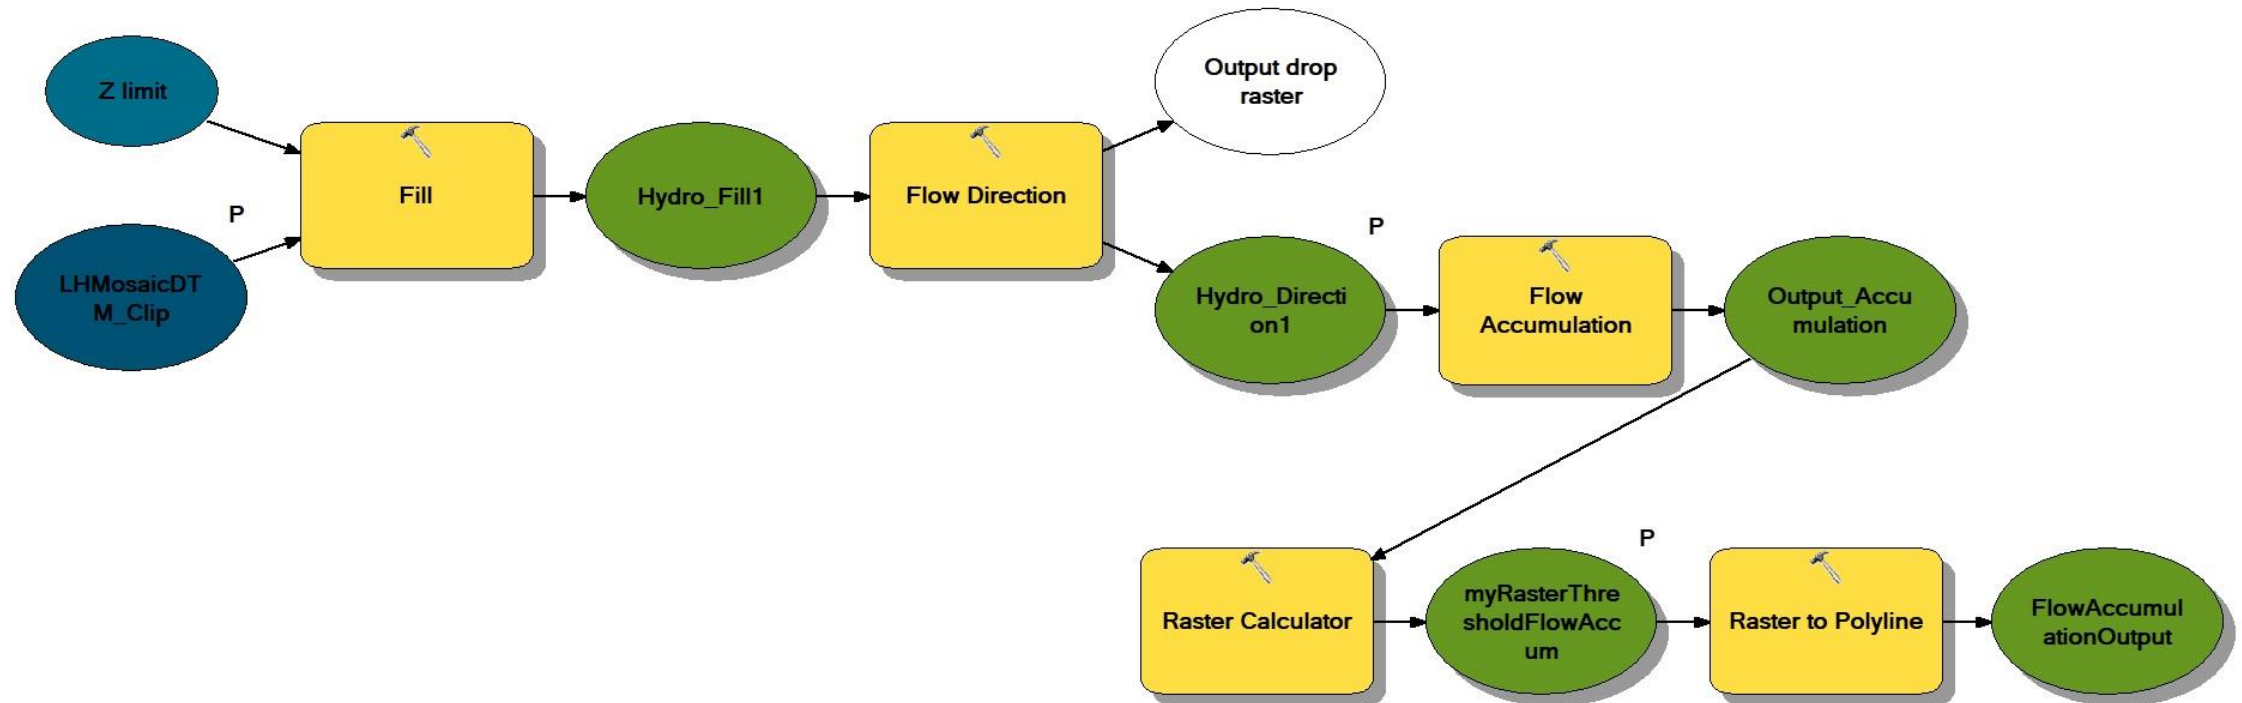 Z limit
P
LHMosaicDT
M_Clip
Fill
Hydro_Fill1
Flow Direction
Output drop
raster
P
Hydro_Directi
on1
Flow
Accumulation
Output_Accu
mulation
Raster Calculator
myRasterThre
sholdFlowAcc
um
P
Raster to Polyline
FlowAccumul
ationOutput